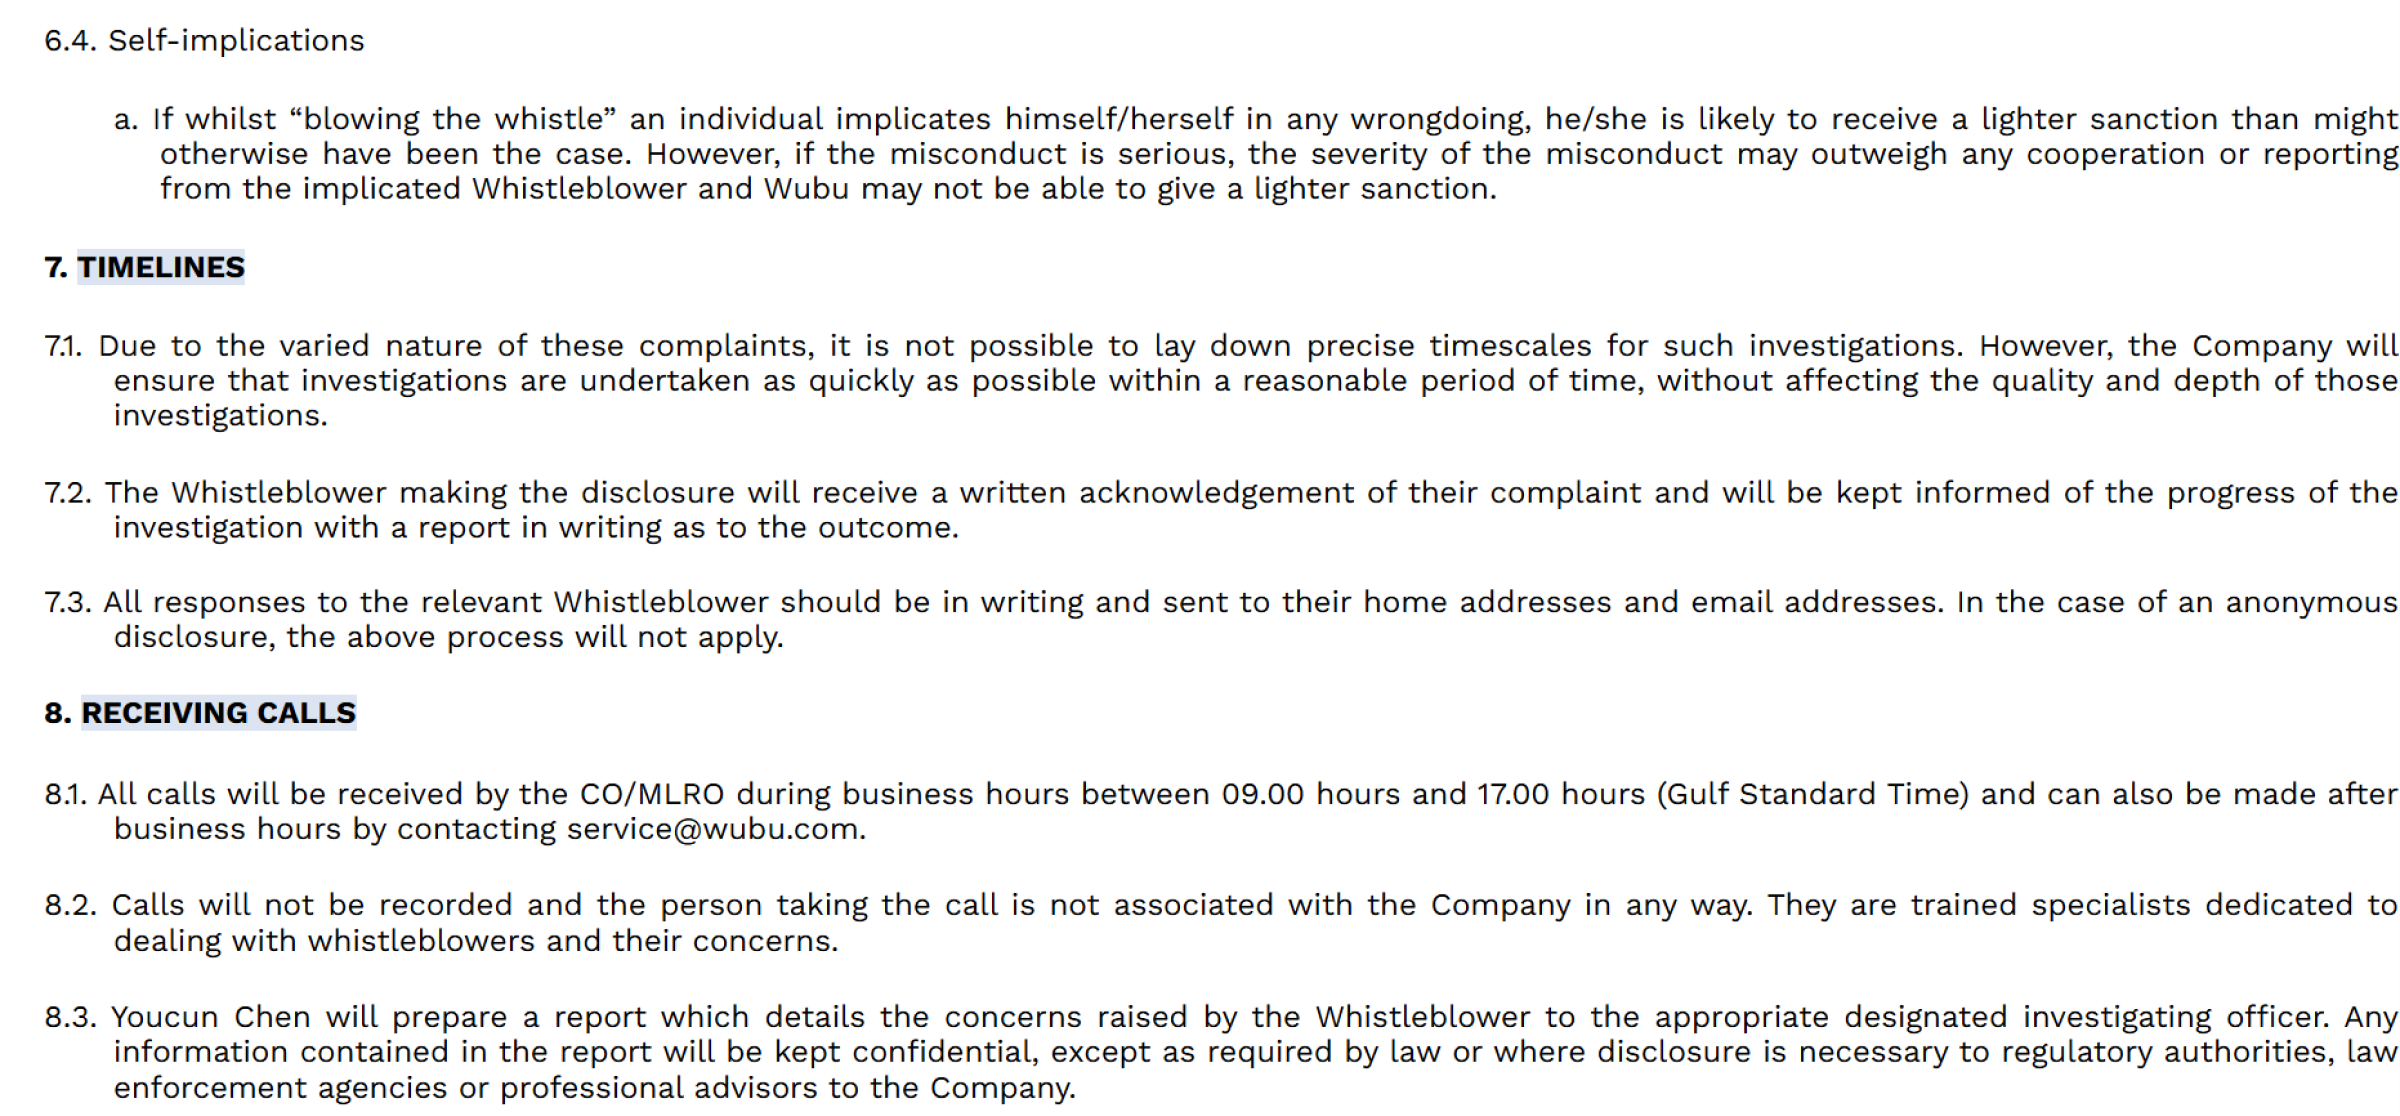 6.4. Self-implications
a. If whilst “blowing the whistle” an individual implicates himself/herself in any wrongdoing, he/she is likely to receive a lighter sanction than might
otherwise have been the case. However, if the misconduct is serious, the severity of the misconduct may outweigh any cooperation or reporting
from the implicated Whistleblower and Wubu may not be able to give a lighter sanction.
7. TIMELINES
7.1. Due to the varied nature of these complaints, it is not possible to lay down precise timescales for such investigations. However, the Company will
ensure that investigations are undertaken as quickly as possible within a reasonable period of time, without affecting the quality and depth of those
investigations.
7.2. The Whistleblower making the disclosure will receive a written acknowledgement of their complaint and will be kept informed of the progress of the
investigation with a report in writing as to the outcome.
7.3. All responses to the relevant Whistleblower should be in writing and sent to their home addresses and email addresses. In the case of an anonymous
disclosure, the above process will not apply.
8. RECEIVING CALLS
8.1. All calls will be received by the CO/MLRO during business hours between 09.00 hours and 17.00 hours (Gulf Standard Time) and can also be made after
business hours by contacting service@wubu.com.
8.2. Calls will not be recorded and the person taking the call is not associated with the Company in any way. They are trained specialists dedicated to
dealing with whistleblowers and their concerns.
8.3. Youcun Chen will prepare a report which details the concerns raised by the Whistleblower to the appropriate designated investigating officer. Any
information contained in the report will be kept confidential, except as required by law or where disclosure is necessary to regulatory authorities, law
enforcement agencies or professional advisors to the Company.